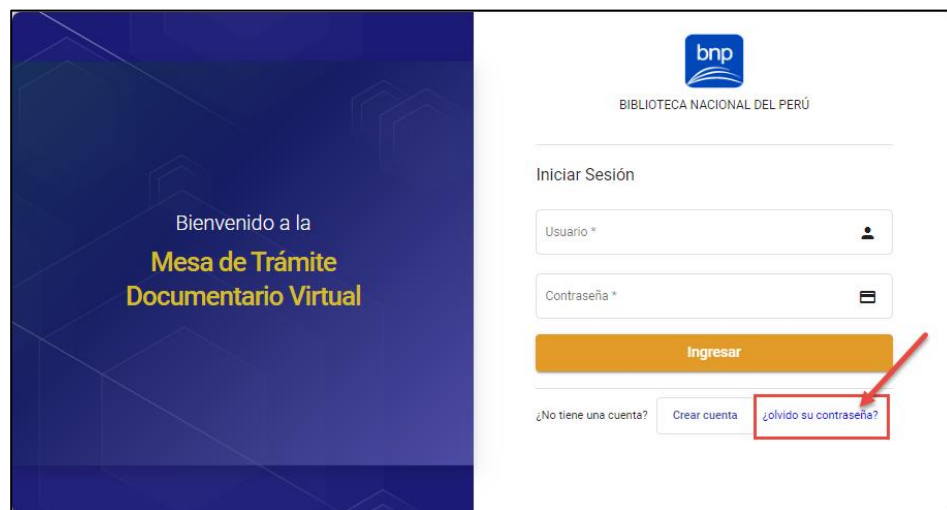 Bienvenido a la
Mesa de Trámite
Documentario Virtual
bnp
BIBLIOTECA NACIONAL DEL PERÚ
Iniciar Sesión
Usuario *
Contraseña *
Ingresar
¿No tiene una cuenta? Crear cuenta ¿olvido su contraseña?